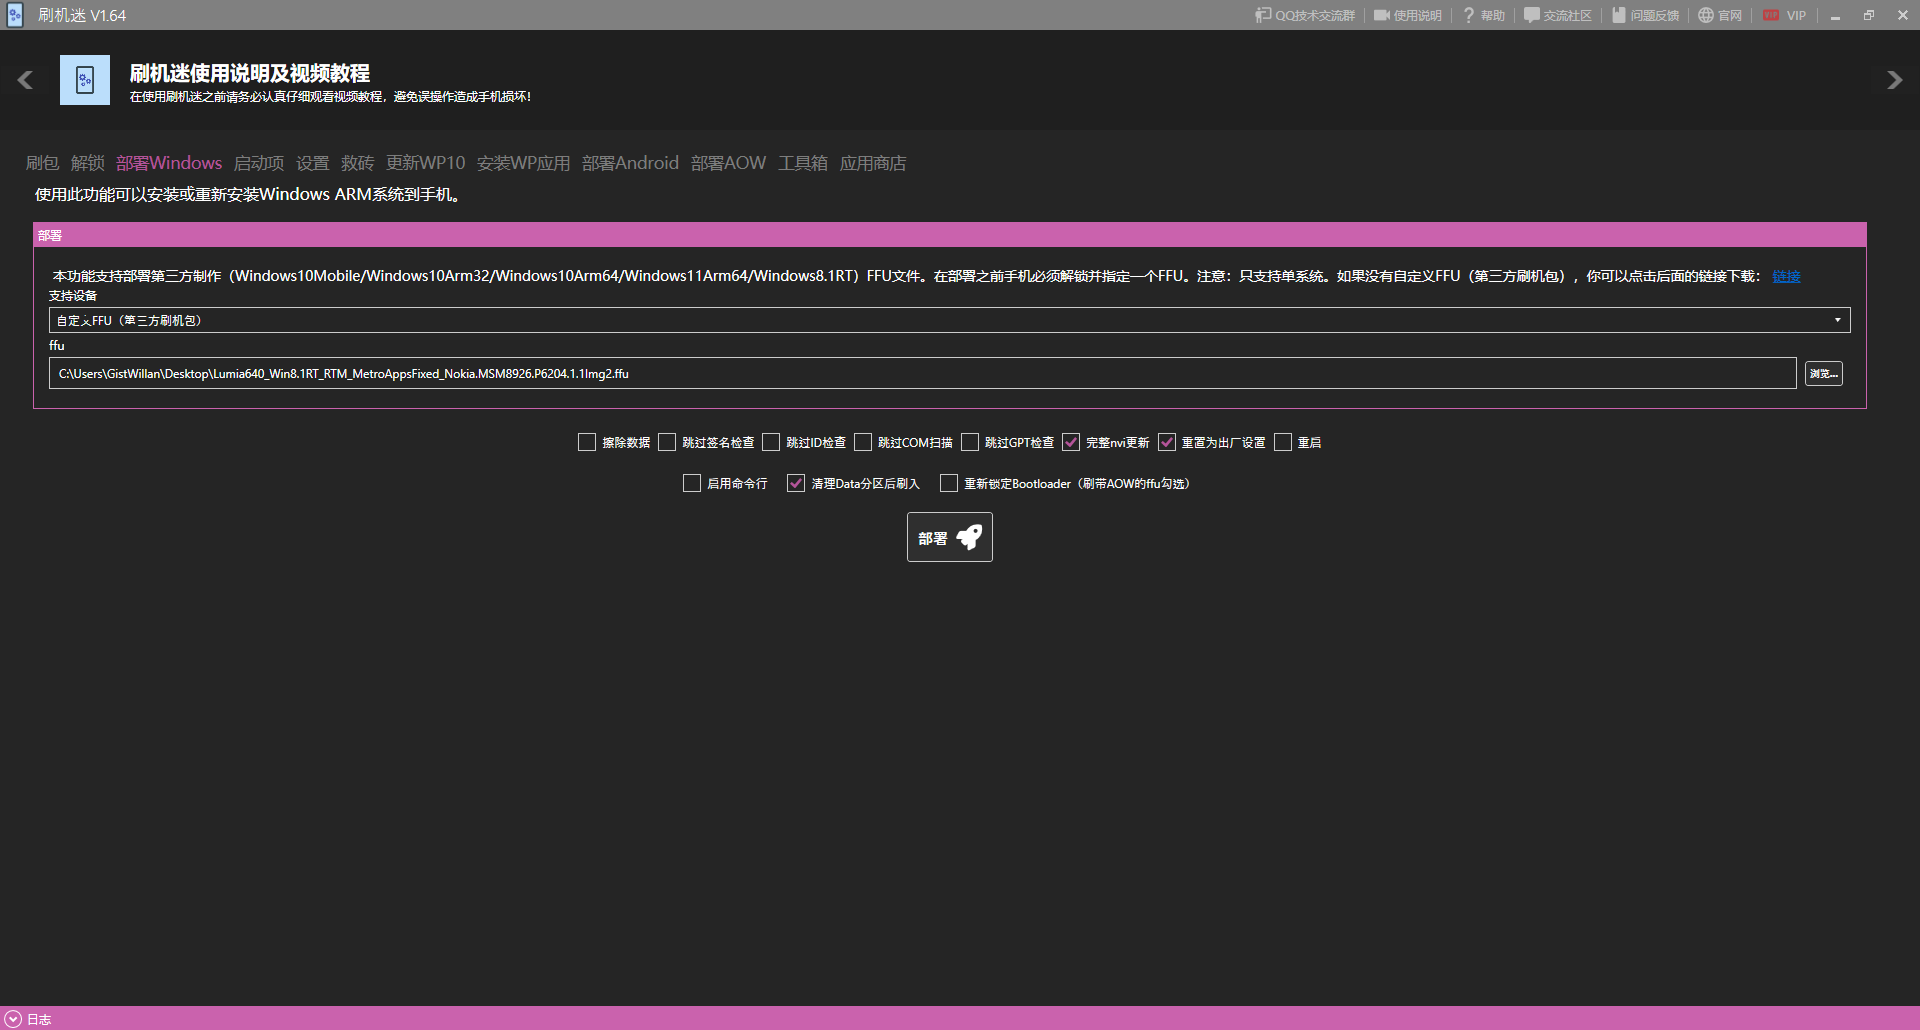 刷机迷 V1.64
QQ技术交流群
使用说明
帮助
交流社区
问题反馈
官网
VIP
VIP
刷机迷使用说明及视频教程
在使用刷机迷之前请务必认真仔细观看视频教程，避免误操作造成手机损坏!
刷包 解锁 部署Windows 启动项 设置 救砖 更新WP10 安装WP应用 部署Android 部署AOW 工具箱 应用商店
使用此功能可以安装或重新安装Windows ARM系统到手机。
部署
本功能支持部署第三方制作（Windows10Mobile/Windows10Arm32/Windows10Arm64/Windows11Arm64/Windows8.1RT）FFU文件。在部署之前手机必须解锁并指定一个FFU。注意：只支持单系统。如果没有自定义FFU（第三方刷机包），你可以点击后面的链接下载： 链接
支持设备
自定义FFU（第三方刷机包）
ffu
C:\Users\GistWillan\Desktop\Lumia640_Win8.1RT_RTM_MetroAppsFixed_Nokia.MSM8926.P6204.1.1Img2.ffu
浏览...
擦除数据 跳过签名检查 跳过ID检查 跳过COM扫描 跳过GPT检查 完整nvi更新 重置为出厂设置 重启
启用命令行 清理Data分区后刷入 重新锁定Bootloader（刷带AOW的ffu勾选）
部署
日志